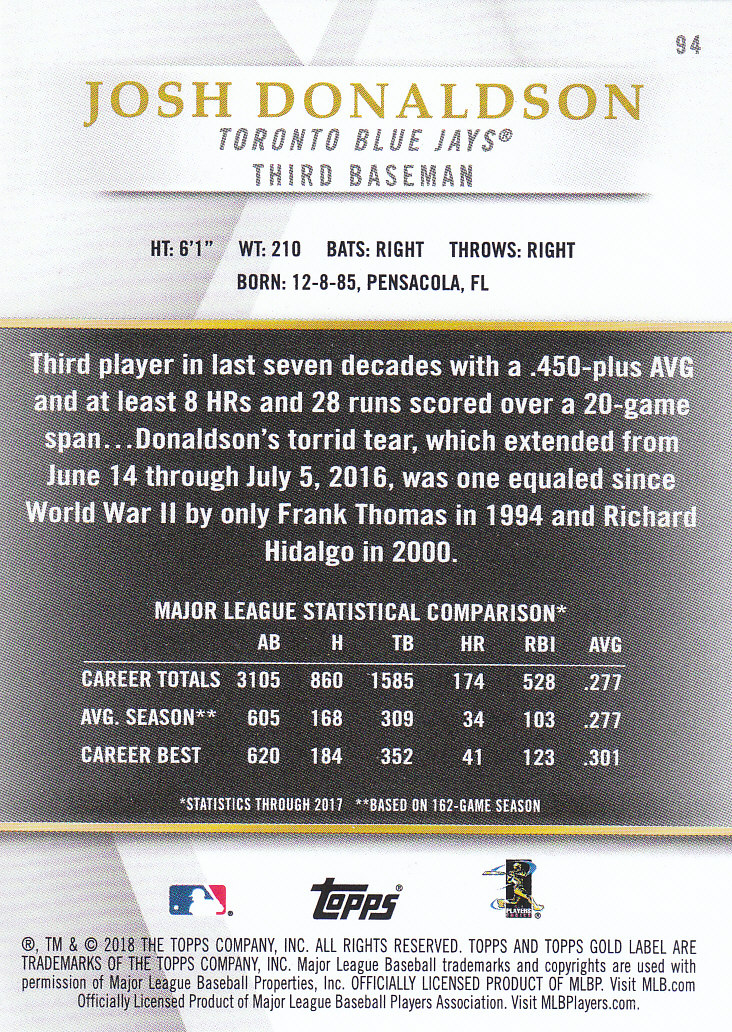 94
JOSH DONALDSON
TORONTO BLUE JAYS®
THIRD BASEMAN
HT: 6'1" WT: 210 BATS: RIGHT THROWS: RIGHT
BORN: 12-8-85, PENSACOLA, FL
Third player in last seven decades with a .450-plus AVG
and at least 8 HRs and 28 runs scored over a 20-game
span...Donaldson's torrid tear, which extended from
June 14 through July 5, 2016, was one equaled since
World War II by only Frank Thomas in 1994 and Richard
Hidalgo in 2000.
MAJOR LEAGUE STATISTICAL COMPARISON*
AB H TB HR RBI AVG
CAREER TOTALS 3105 860 1585 174 528 .277
AVG. SEASON** 605 168 309 34 103 .277
CAREER BEST 620 184 352 41 123 .301
*STATISTICS THROUGH 2017 **BASED ON 162-GAME SEASON
topps®
PLAYERS
®, TM & © 2018 THE TOPPS COMPANY, INC. ALL RIGHTS RESERVED. TOPPS AND TOPPS GOLD LABEL ARE
TRADEMARKS OF THE TOPPS COMPANY, INC. Major League Baseball trademarks and copyrights are used with
permission of Major League Baseball Properties, Inc. OFFICIALLY LICENSED PRODUCT OF MLBP. Visit MLB.com
Officially Licensed Product of Major League Baseball Players Association. Visit MLBPlayers.com.